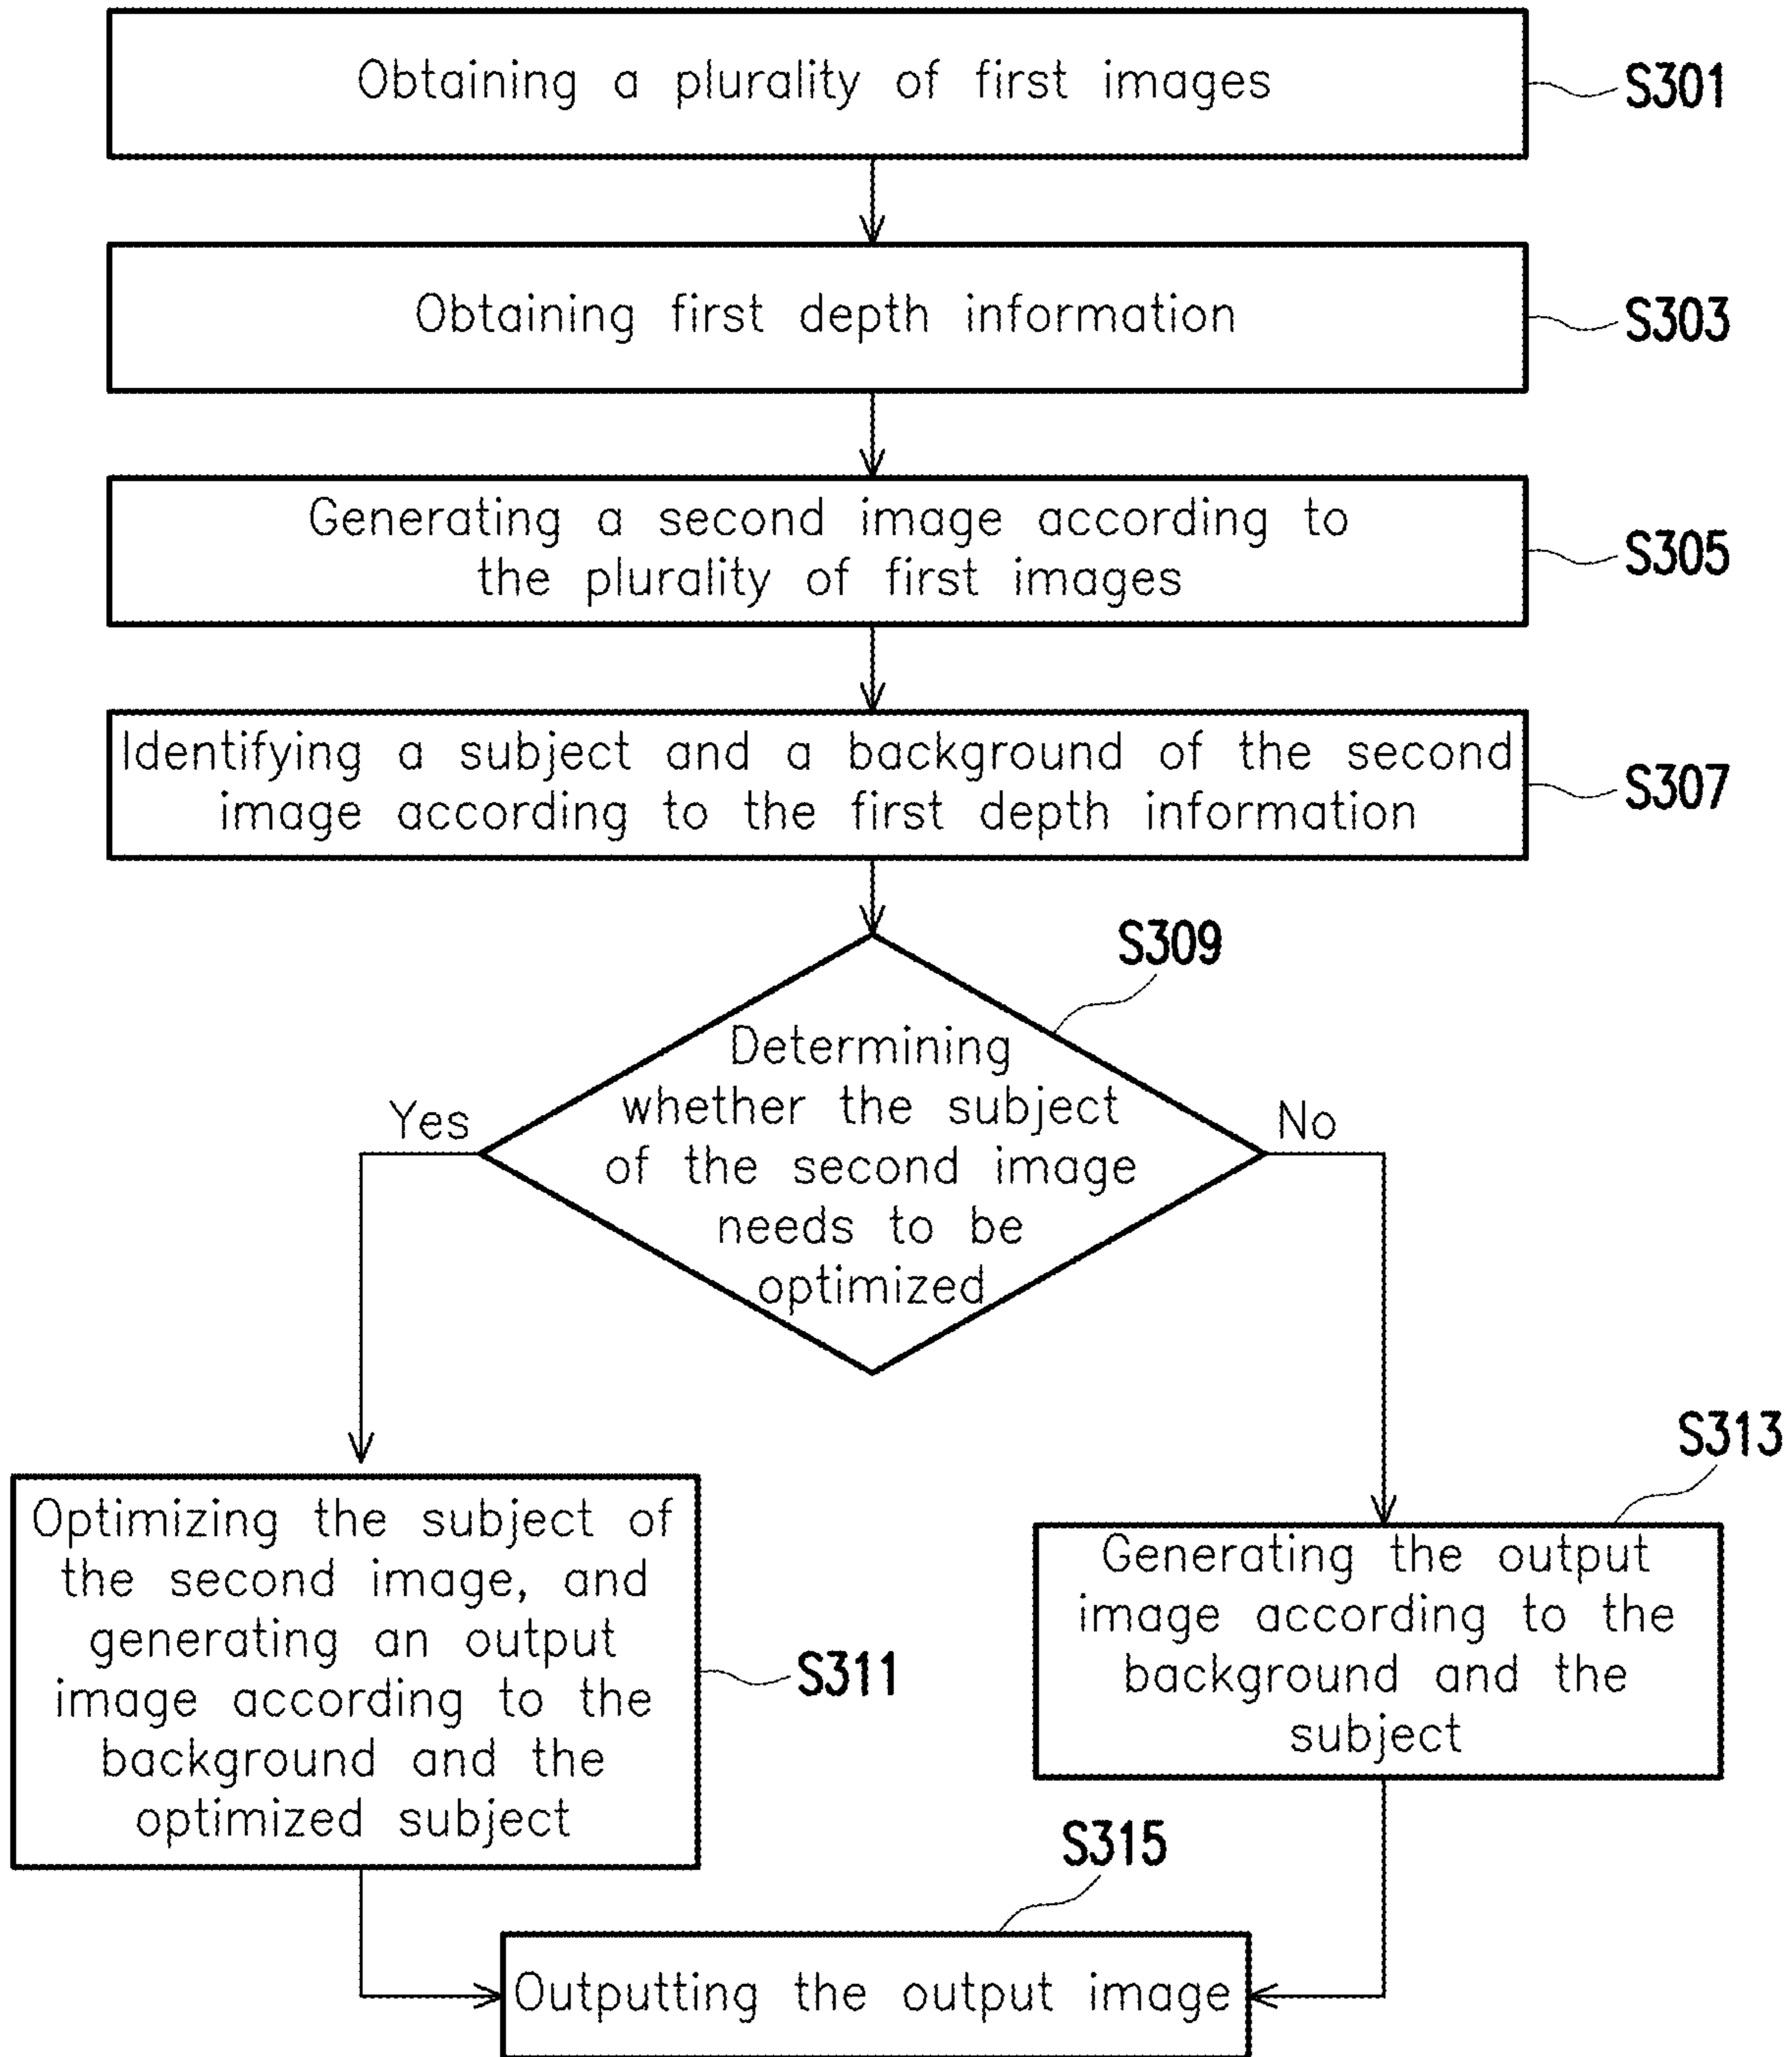 Obtaining a plurality of first images
S301
Obtaining first depth information
S303
Generating a second image according to
the plurality of first images
S305
Identifying a subject and a background of the second
image according to the first depth information
S307
S309
Determining
whether the subject
of the second image
needs to be
optimized
Yes
No
Optimizing the subject of
the second image, and
generating an output
image according to the
background and the
optimized subject
S311
S313
Generating the output
image according to the
background and the
subject
S315
Outputting the output image